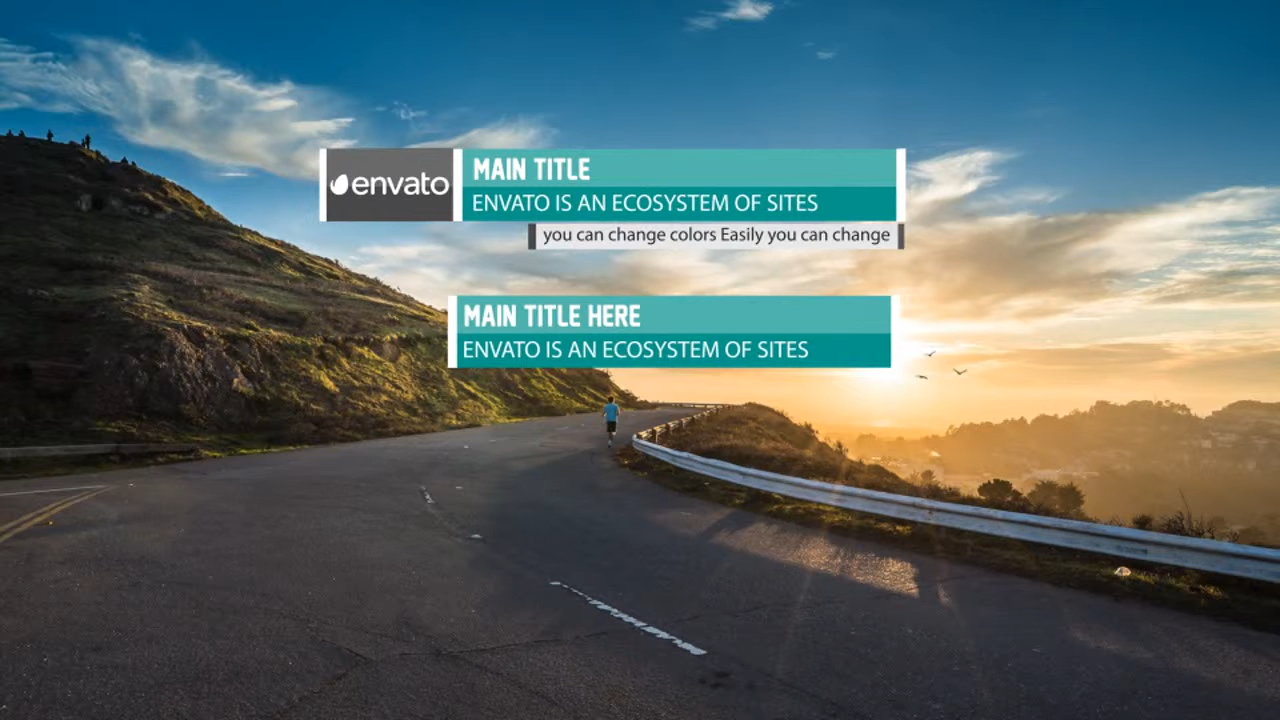 envato
MAIN TITLE
ENVATO IS AN ECOSYSTEM OF SITES
you can change colors Easily you can change
MAIN TITLE HERE
ENVATO IS AN ECOSYSTEM OF SITES